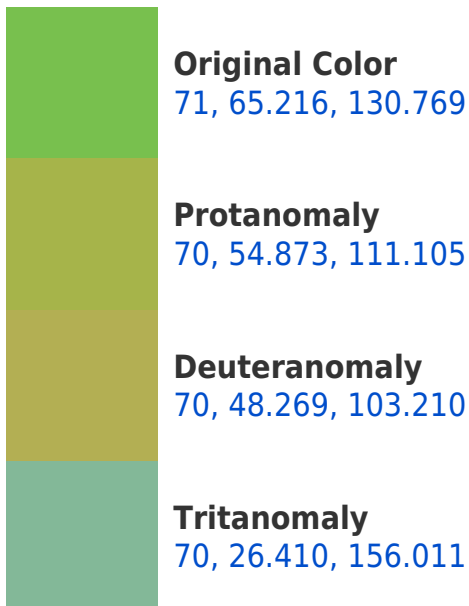 Original Color
71, 65.216, 130.769
Protanomaly
70, 54.873, 111.105
Deuteranomaly
70, 48.269, 103.210
Tritanomaly
70, 26.410, 156.011